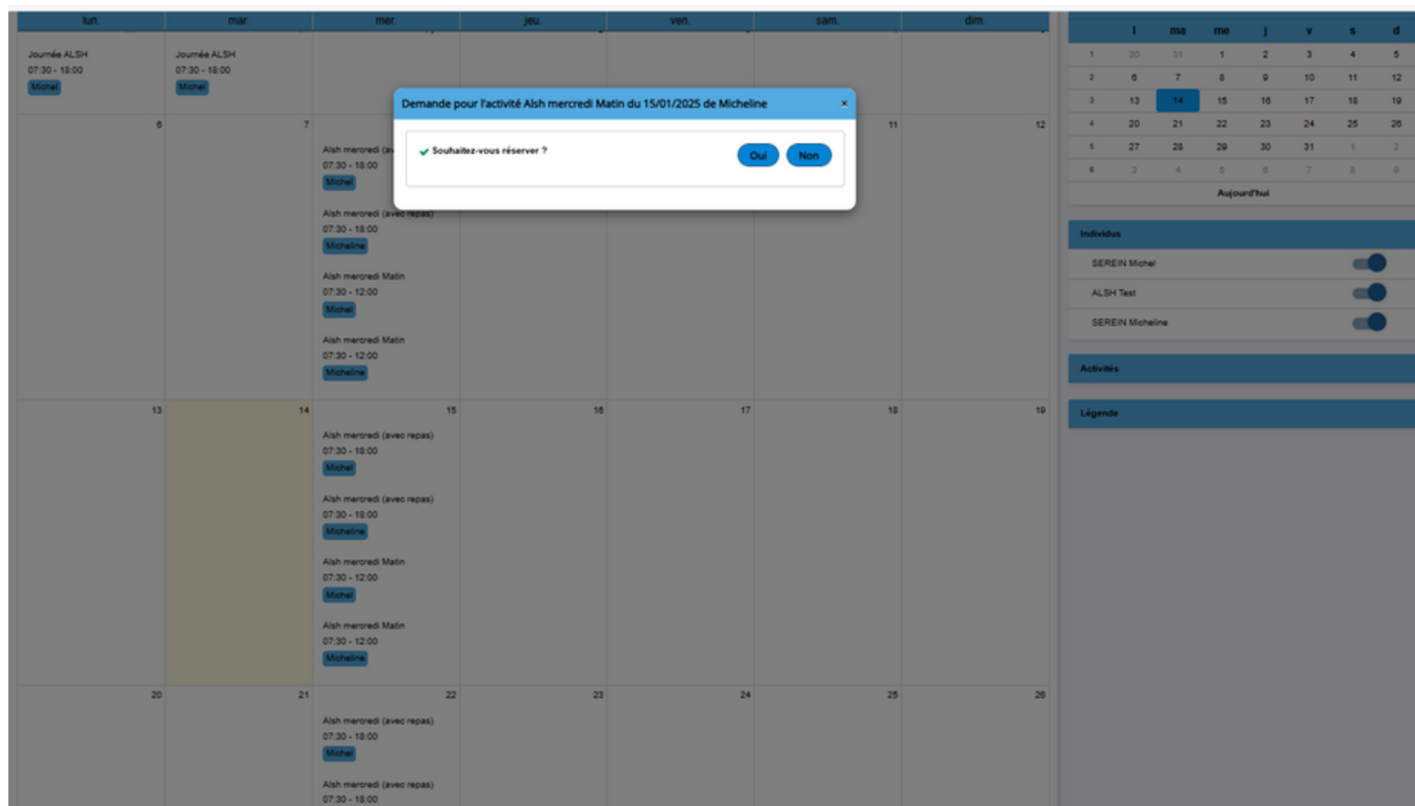 lun. mar. mer. jeu. ven. sam. dim.
Journée ALSH
07:30 - 18:00
Michel
Journée ALSH
07:30 - 18:00
Michel
Demande pour l'activité Alsh mercredi Matin du 15/01/2025 de Micheline ×
Souhaitez-vous réserver ?
Oui Non
6 7 11 12
Alsh mercredi (av
07:30 - 18:00
Michel
Alsh mercredi (avec repas)
07:30 - 18:00
Micheline
Alsh mercredi Matin
07:30 - 12:00
Michel
Alsh mercredi Matin
07:30 - 12:00
Micheline
13 14 15 16 17 18 19
Alsh mercredi (avec repas)
07:30 - 18:00
Michel
Alsh mercredi (avec repas)
07:30 - 18:00
Micheline
Alsh mercredi Matin
07:30 - 12:00
Michel
Alsh mercredi Matin
07:30 - 12:00
Micheline
20 21 22 23 24 25 26
Alsh mercredi (avec repas)
07:30 - 18:00
Michel
Alsh mercredi (avec repas)
07:30 - 18:00
l ma me j v s d
1 30 31 1 2 3 4 5
2 6 7 8 9 10 11 12
3 13 14 15 16 17 18 19
4 20 21 22 23 24 25 26
5 27 28 29 30 31 1 2
6 3 4 5 6 7 8 9
Aujourd'hui
Individus
SEREIN Michel
ALSH Test
SEREIN Micheline
Activités
Légende